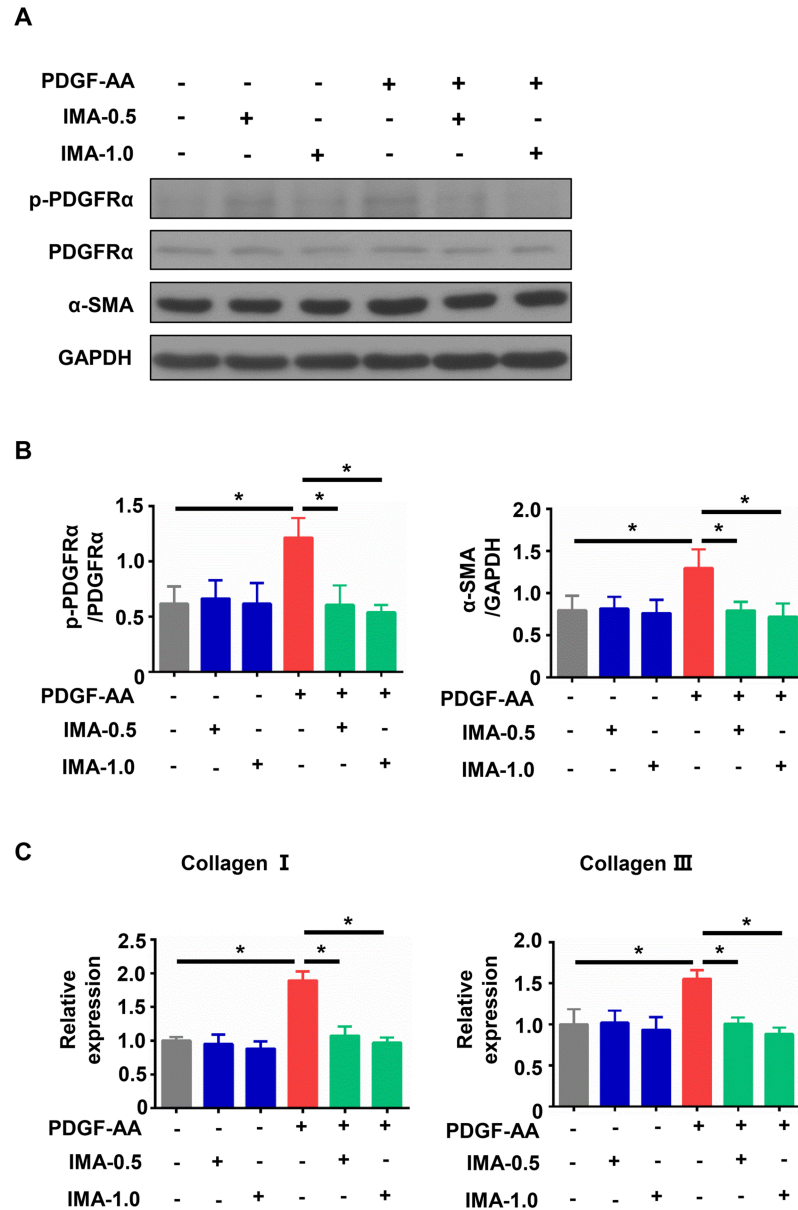 A
PDGF-AA - - - + + +
IMA-0.5 - + - - + -
IMA-1.0 - - + - - +
p-PDGFRα
PDGFRα
α-SMA
GAPDH
B
p-PDGFRα
/PDGFRα
1.5
1.0
0.5
0
* * *
PDGF-AA - - - + + +
IMA-0.5 - + - - + -
IMA-1.0 - - + - - +
α-SMA
/GAPDH
2.0
1.5
1.0
0.5
0
* * *
PDGF-AA - - - + + +
IMA-0.5 - + - - + -
IMA-1.0 - - + - - +
C
Collagen Ⅰ
Relative
expression
2.5
2.0
1.5
1.0
0.5
0
* * *
PDGF-AA - - - + + +
IMA-0.5 - + - - + -
IMA-1.0 - - + - - +
Collagen Ⅲ
Relative
expression
2.0
1.5
1.0
0.5
0
* * *
PDGF-AA - - - + + +
IMA-0.5 - + - - + -
IMA-1.0 - - + - - +